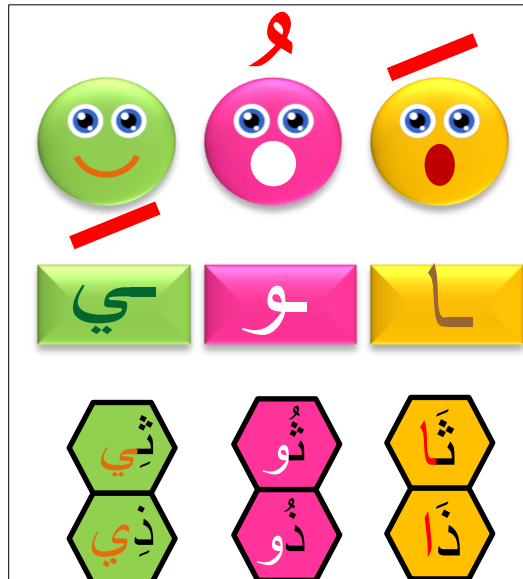 ـا ـو ـي
ثَا ثُو ثِي
ذَا ذُو ذِي